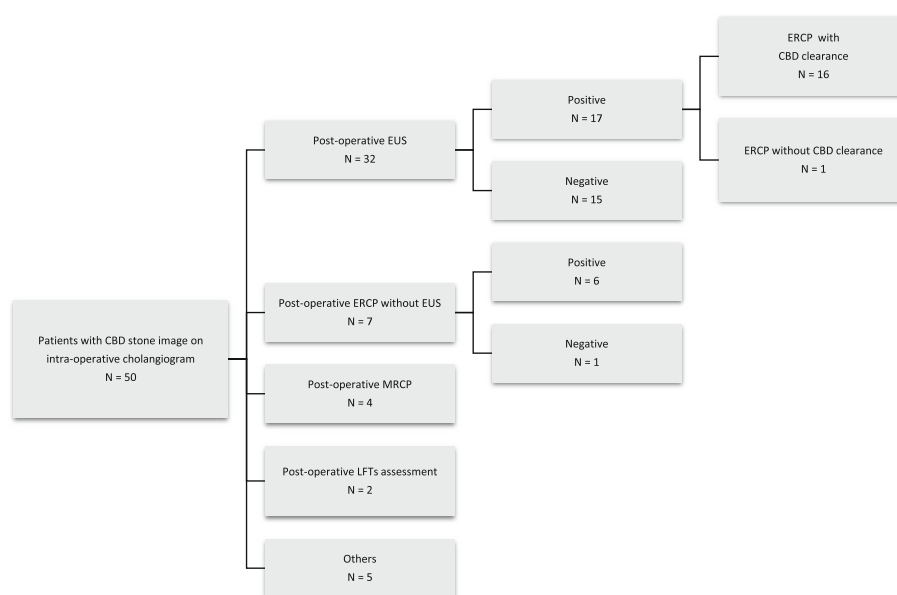 Patients with CBD stone image on
intra-operative cholangiogram
N = 50
Post-operative EUS
N = 32
Positive
N = 17
ERCP with
CBD clearance
N = 16
ERCP without CBD clearance
N = 1
Negative
N = 15
Post-operative ERCP without EUS
N = 7
Positive
N = 6
Negative
N = 1
Post-operative MRCP
N = 4
Post-operative LFTs assessment
N = 2
Others
N = 5